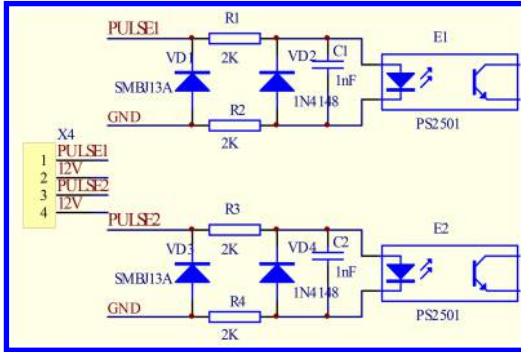 PULSE1
R1
2K
VD1
SMBJ13A
VD2
1N4148
C1
1nF
E1
PS2501
GND
R2
2K
X4
1 PULSE1
2 12V
3 PULSE2
4 12V
PULSE2
R3
2K
VD3
SMBJ13A
VD4
1N4148
C2
1nF
E2
PS2501
GND
R4
2K